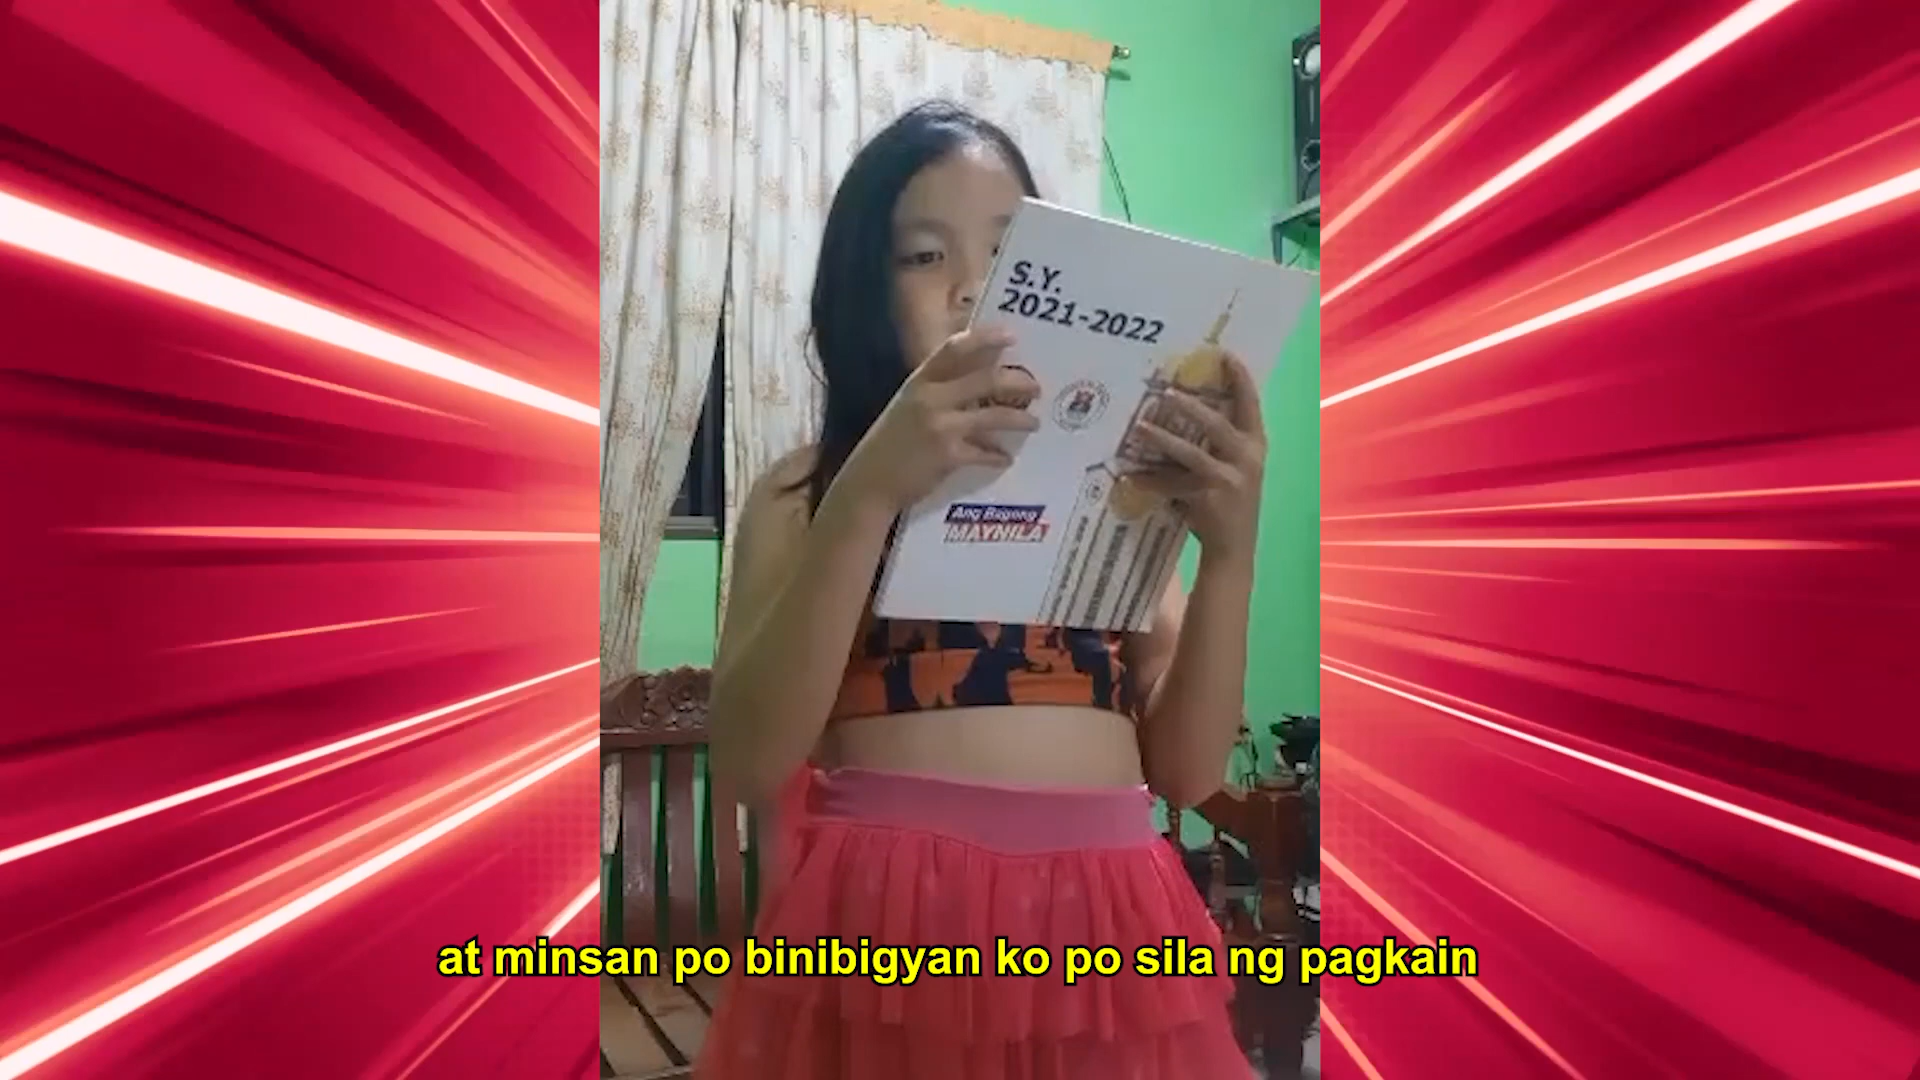 S.Y.
2021-2022
Ang Bagong
MAYNILA
at minsan po binibigyan ko po sila ng pagkain